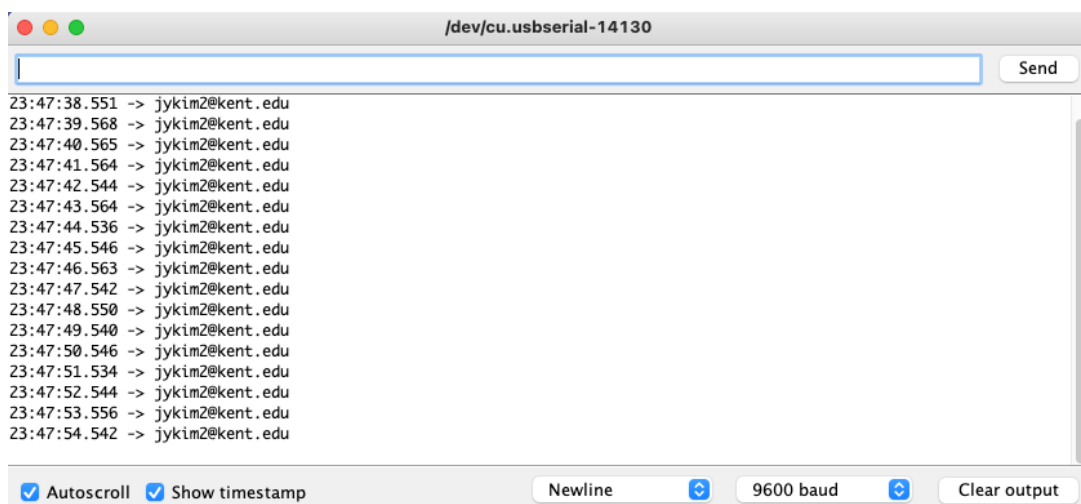 /dev/cu.usbserial-14130
Send
23:47:38.551 -> jykim2@kent.edu
23:47:39.568 -> jykim2@kent.edu
23:47:40.565 -> jykim2@kent.edu
23:47:41.564 -> jykim2@kent.edu
23:47:42.544 -> jykim2@kent.edu
23:47:43.564 -> jykim2@kent.edu
23:47:44.536 -> jykim2@kent.edu
23:47:45.546 -> jykim2@kent.edu
23:47:46.563 -> jykim2@kent.edu
23:47:47.542 -> jykim2@kent.edu
23:47:48.550 -> jykim2@kent.edu
23:47:49.540 -> jykim2@kent.edu
23:47:50.546 -> jykim2@kent.edu
23:47:51.534 -> jykim2@kent.edu
23:47:52.544 -> jykim2@kent.edu
23:47:53.556 -> jykim2@kent.edu
23:47:54.542 -> jykim2@kent.edu
Autoscroll Show timestamp Newline 9600 baud Clear output